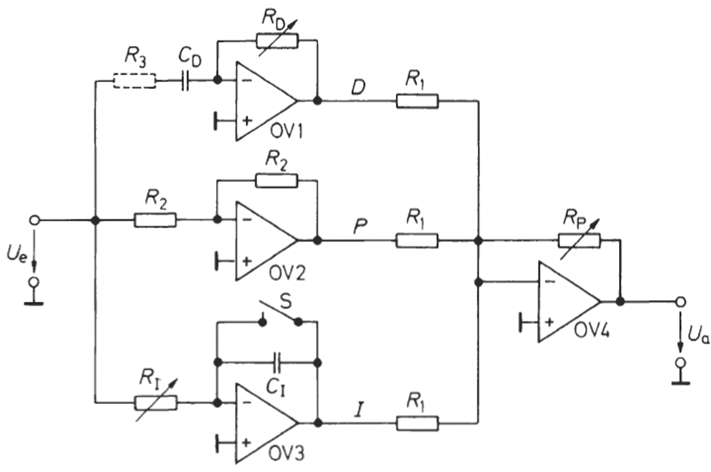 R_D
R_3 C_D
− D R_1
+ OV1
R_2
R_2 − P R_1 R_P
U_e + OV2
S −
+ OV4 U_a
R_I C_I
− I R_1
+ OV3